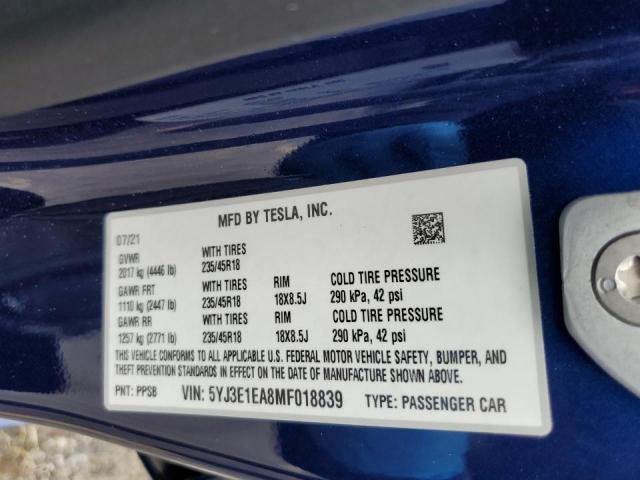 MFD BY TESLA, INC.
07/21
GVWR WITH TIRES
2017 kg (4446 lb) 235/45R18
GAWR FRT WITH TIRES RIM COLD TIRE PRESSURE
1110 kg (2447 lb) 235/45R18 18X8.5J 290 kPa, 42 psi
GAWR RR WITH TIRES RIM COLD TIRE PRESSURE
1257 kg (2771 lb) 235/45R18 18X8.5J 290 kPa, 42 psi
THIS VEHICLE CONFORMS TO ALL APPLICABLE U.S. FEDERAL MOTOR VEHICLE SAFETY, BUMPER, AND
THEFT PREVENTION STANDARDS IN EFFECT ON THE DATE OF MANUFACTURE SHOWN ABOVE.
PNT: PPSB VIN: 5YJ3E1EA8MF018839 TYPE: PASSENGER CAR